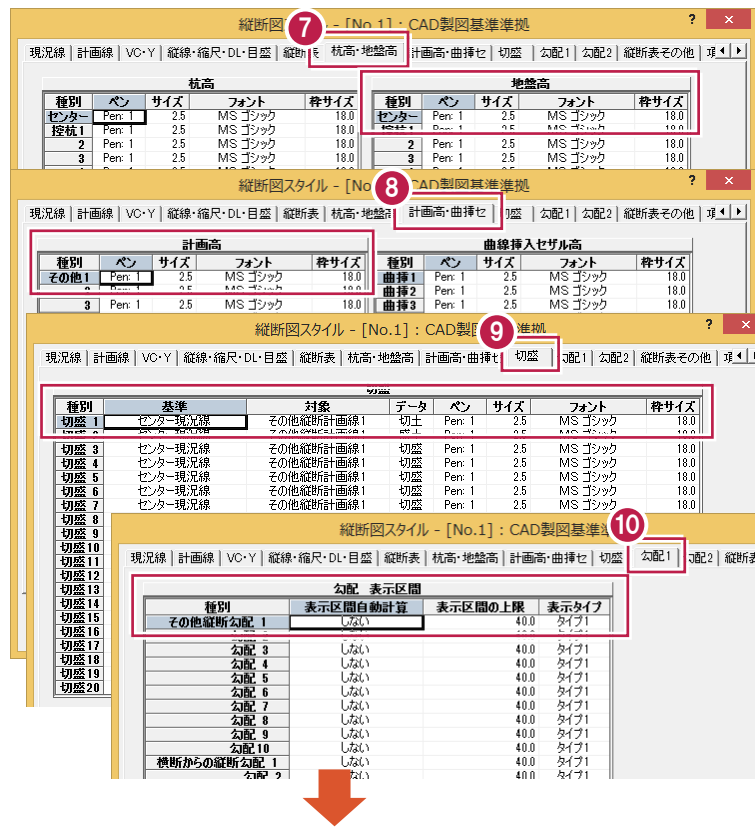 縦断図スタイル - [No.1] : CAD製図基準準拠 ? ×
7
現況線 計画線 VC・Y 縦線・縮尺・DL・目盛 縦断表 杭高・地盤高 計画高・曲挿セ 切盛 勾配1 勾配2 縦断表その他
杭高 地盤高
種別 ペン サイズ フォント 枠サイズ 種別 ペン サイズ フォント 枠サイズ
センター Pen: 1 2.5 MS ゴシック 18.0 センター Pen: 1 2.5 MS ゴシック 18.0
控杭1 Pen: 1 2.5 MS ゴシック 18.0 控杭1 Pen: 1 2.5 MS ゴシック 18.0
2 Pen: 1 2.5 MS ゴシック 18.0 2 Pen: 1 2.5 MS ゴシック 18.0
3 Pen: 1 2.5 MS ゴシック 18.0 3 Pen: 1 2.5 MS ゴシック 18.0
縦断図スタイル - [No CAD製図基準準拠 ? ×
8
現況線 計画線 VC・Y 縦線・縮尺・DL・目盛 縦断表 杭高・地盤高 計画高・曲挿セ 切盛 勾配1 勾配2 縦断表その他
計画高 曲線挿入セザル高
種別 ペン サイズ フォント 枠サイズ 種別 ペン サイズ フォント 枠サイズ
その他1 Pen: 1 2.5 MS ゴシック 18.0 曲挿1 Pen: 1 2.5 MS ゴシック 18.0
2 Pen: 1 2.5 MS ゴシック 18.0 曲挿2 Pen: 1 2.5 MS ゴシック 18.0
3 Pen: 1 2.5 MS ゴシック 18.0 曲挿3 Pen: 1 2.5 MS ゴシック 18.0
縦断図スタイル - [No.1] : CAD製 準拠 ? ×
9
現況線 計画線 VC・Y 縦線・縮尺・DL・目盛 縦断表 杭高・地盤高 計画高・曲挿セ 切盛 勾配1 勾配2 縦断表その他
切盛
種別 基準 対象 データ ペン サイズ フォント 枠サイズ
切盛 1 センター現況線 その他縦断計画線1 切土 Pen: 1 2.5 MS ゴシック 18.0
切盛 3 センター現況線 その他縦断計画線1 切盛 Pen: 1 2.5 MS ゴシック 18.0
切盛 4 センター現況線 その他縦断計画線1 切盛 Pen: 1 2.5 MS ゴシック 18.0
切盛 5 センター現況線 その他縦断計画線1 切盛 Pen: 1 2.5 MS ゴシック 18.0
切盛 6 センター現況線 その他縦断計画線1 切盛 Pen: 1 2.5 MS ゴシック 18.0
切盛 7 センター現況線 その他縦断計画線1 切盛 Pen: 1 2.5 MS ゴシック 18.0
切盛 8
切盛 9
切盛10
切盛11
切盛12
切盛13
切盛14
切盛15
切盛16
切盛17
切盛18
切盛19
切盛20
縦断図スタイル - [No.1] : CAD製図基準
10
現況線 計画線 VC・Y 縦線・縮尺・DL・目盛 縦断表 杭高・地盤高 計画高・曲挿セ 切盛 勾配1 勾配2 縦断表
勾配 表示区間
種別 表示区間自動計算 表示区間の上限 表示タイプ
その他縦断勾配 1 しない 40.0 タイプ1
勾配 3 しない 40.0 タイプ1
勾配 4 しない 40.0 タイプ1
勾配 5 しない 40.0 タイプ1
勾配 6 しない 40.0 タイプ1
勾配 7 しない 40.0 タイプ1
勾配 8 しない 40.0 タイプ1
勾配 9 しない 40.0 タイプ1
勾配10 しない 40.0 タイプ1
横断からの縦断勾配 1 しない 40.0 タイプ1
勾配 2 しない 40.0 タイプ1